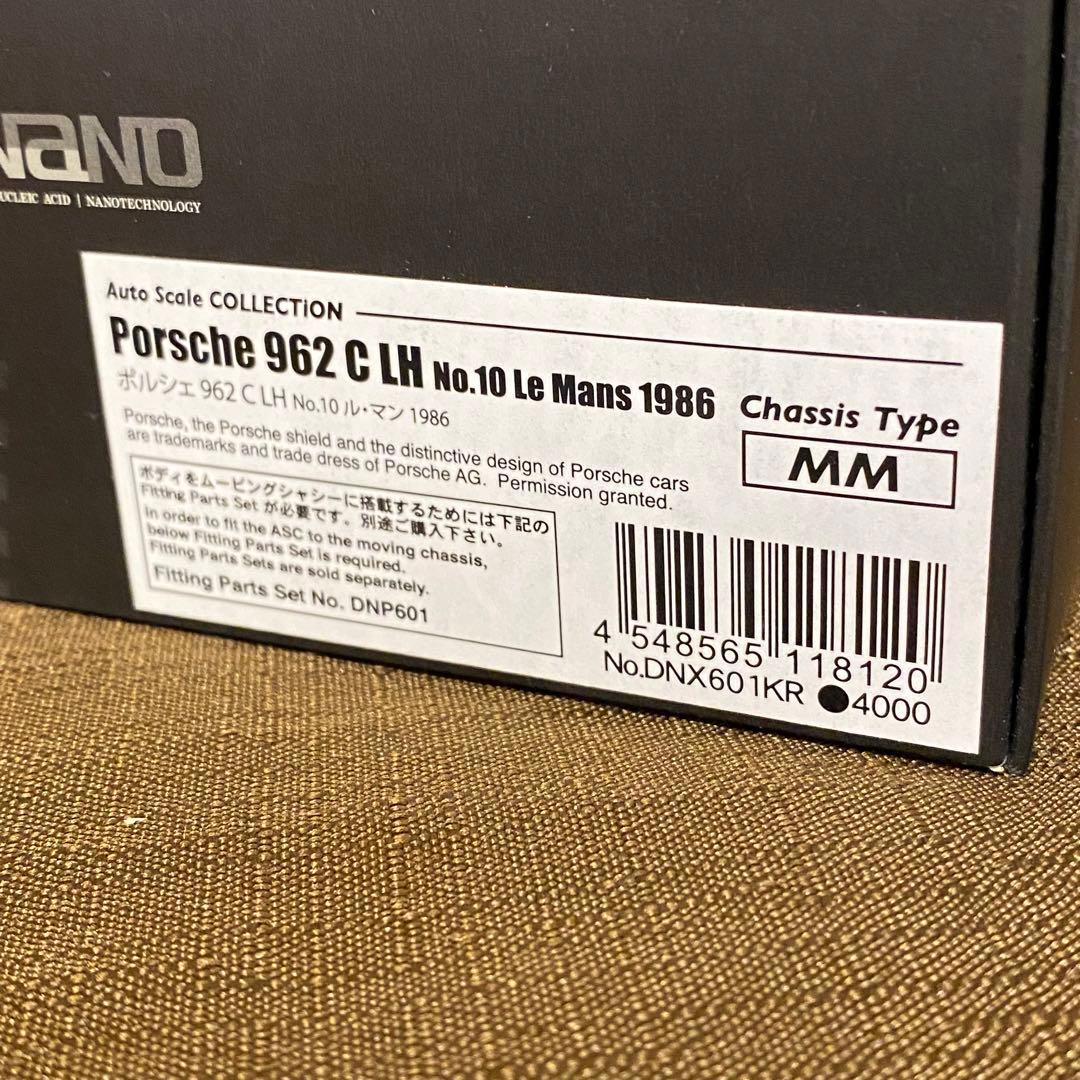 NaNO
UCLEIC ACID | NANOTECHNOLOGY
Auto Scale COLLECTiON
Porsche 962 C LH No.10 Le Mans 1986
ポルシェ 962 C LH No.10 ル・マン 1986
Porsche, the Porsche shield and the distinctive design of Porsche cars
are trademarks and trade dress of Porsche AG. Permission granted.
Chassis Type
MM
ボディをムービングシャシーに搭載するためには下記の
Fitting Parts Set が必要です。別途ご購入下さい。
In order to fit the ASC to the moving chassis,
below Fitting Parts Set is required.
Fitting Parts Sets are sold separately.
Fitting Parts Set No. DNP601
4 548565 118120
No.DNX601KR ●4000